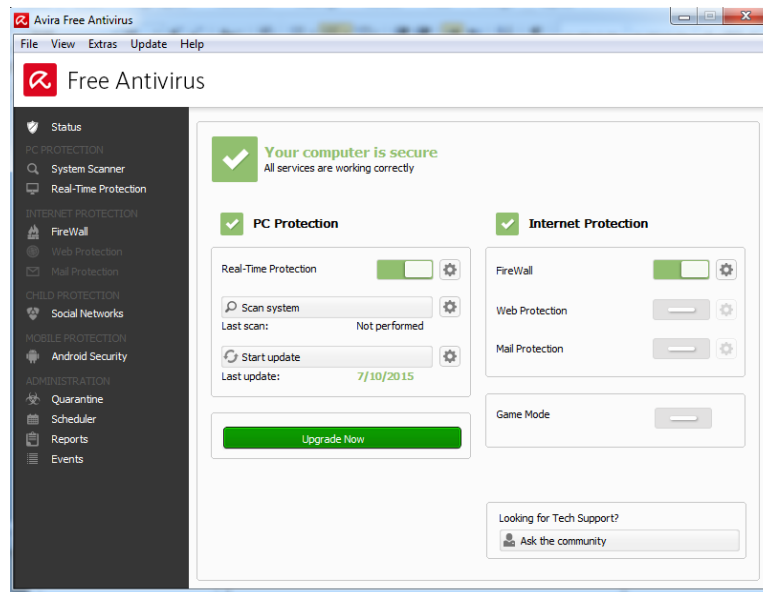 Avira Free Antivirus
File View Extras Update Help
Free Antivirus
Status
PC PROTECTION
System Scanner
Real-Time Protection
INTERNET PROTECTION
FireWall
Web Protection
Mail Protection
CHILD PROTECTION
Social Networks
MOBILE PROTECTION
Android Security
ADMINISTRATION
Quarantine
Scheduler
Reports
Events
Your computer is secure
All services are working correctly
PC Protection
Real-Time Protection
Scan system
Last scan: Not performed
Start update
Last update: 7/10/2015
Upgrade Now
Internet Protection
FireWall
Web Protection
Mail Protection
Game Mode
Looking for Tech Support?
Ask the community